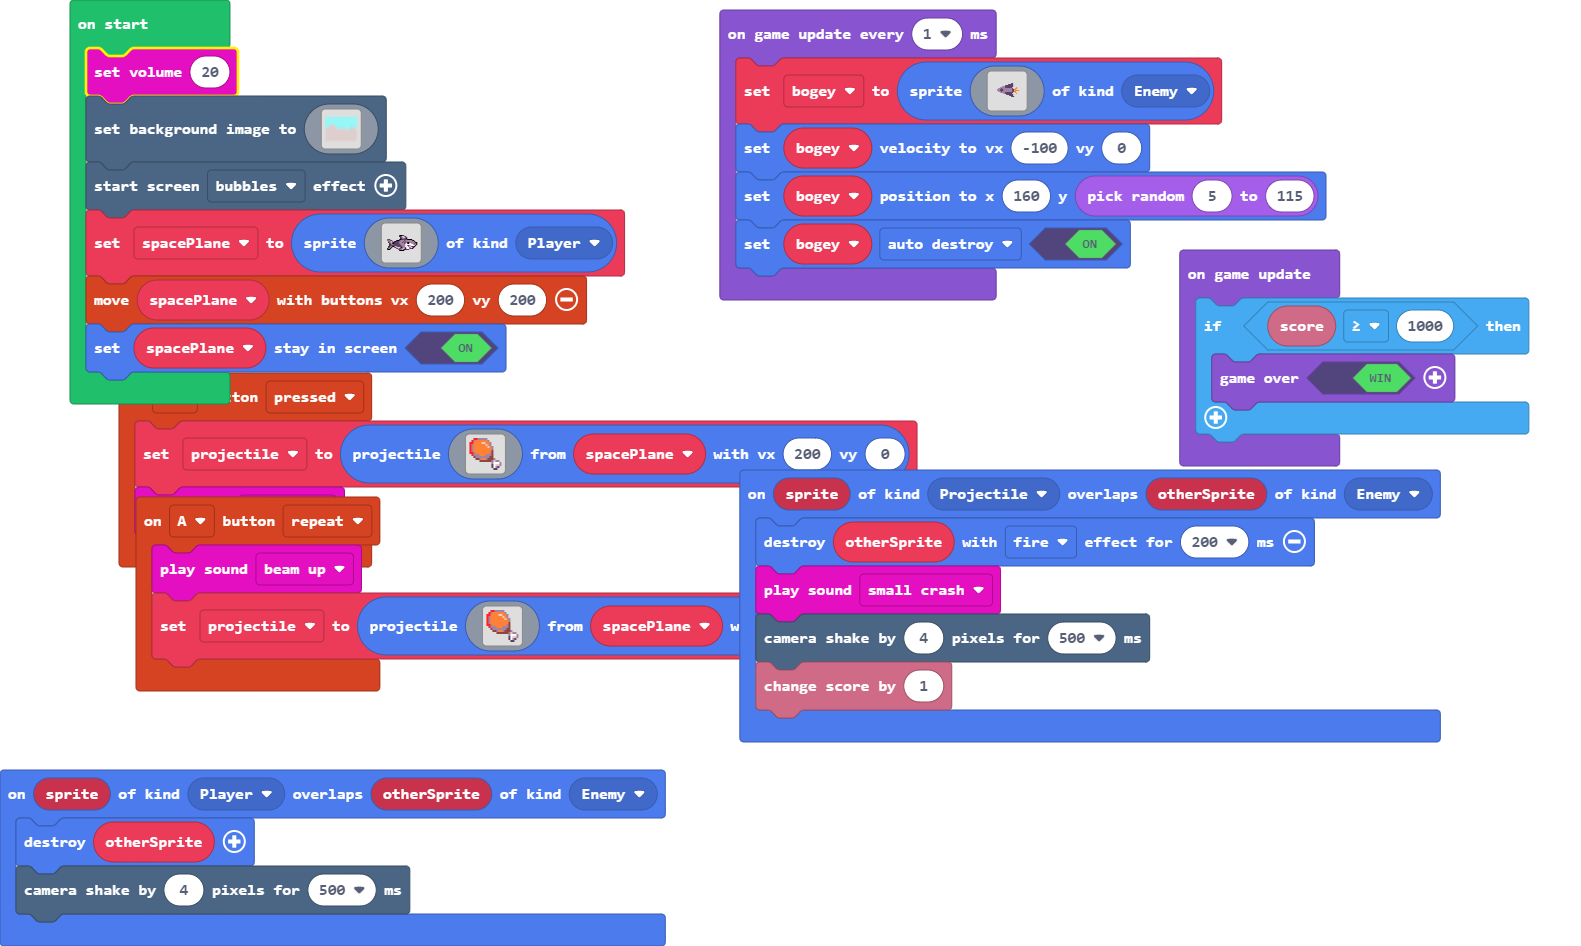 on start
set volume 20
set background image to
start screen bubbles effect
set spacePlane to sprite of kind Player
move spacePlane with buttons vx 200 vy 200
set spacePlane stay in screen ON
pressed
set projectile to projectile from spacePlane with vx 200 vy 0
on A button repeat
play sound beam up
set projectile to projectile from spacePlane
on game update every 1 ms
set bogey to sprite of kind Enemy
set bogey velocity to vx -100 vy 0
set bogey position to x 160 y pick random 5 to 115
set bogey auto destroy ON
on game update
if score ≥ 1000 then
game over WIN
on sprite of kind Projectile overlaps otherSprite of kind Enemy
destroy otherSprite with fire effect for 200 ms
play sound small crash
camera shake by 4 pixels for 500 ms
change score by 1
on sprite of kind Player overlaps otherSprite of kind Enemy
destroy otherSprite
camera shake by 4 pixels for 500 ms